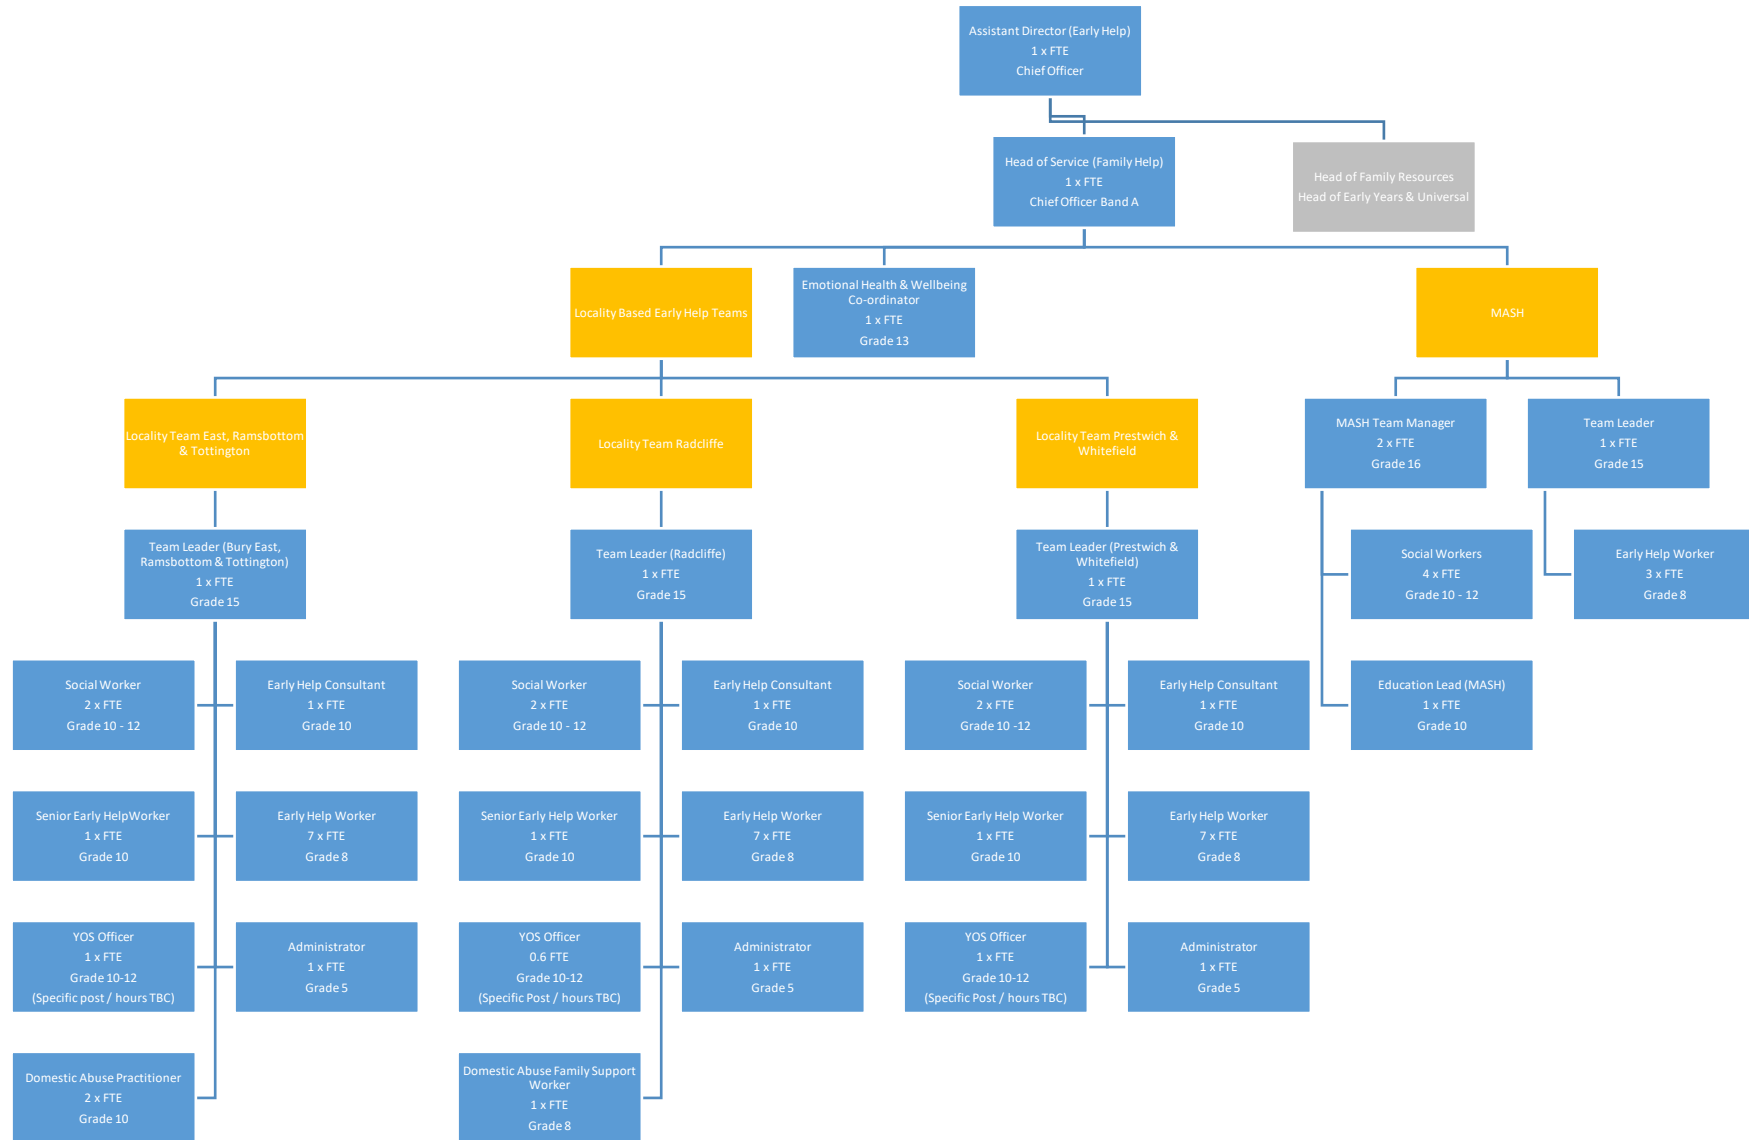 Assistant Director (Early Help)
1 x FTE
Chief Officer
Head of Service (Family Help)
1 x FTE
Chief Officer Band A
Head of Family Resources
Head of Early Years & Universal
Locality Based Early Help Teams
Emotional Health & Wellbeing
Co-ordinator
1 x FTE
Grade 13
MASH
Locality Team East, Ramsbottom
& Tottington
Locality Team Radcliffe
Locality Team Prestwich &
Whitefield
MASH Team Manager
2 x FTE
Grade 16
Team Leader
1 x FTE
Grade 15
Team Leader (Bury East,
Ramsbottom & Tottington)
1 x FTE
Grade 15
Team Leader (Radcliffe)
1 x FTE
Grade 15
Team Leader (Prestwich &
Whitefield)
1 x FTE
Grade 15
Social Workers
4 x FTE
Grade 10 - 12
Early Help Worker
3 x FTE
Grade 8
Social Worker
2 x FTE
Grade 10 - 12
Early Help Consultant
1 x FTE
Grade 10
Social Worker
2 x FTE
Grade 10 - 12
Early Help Consultant
1 x FTE
Grade 10
Social Worker
2 x FTE
Grade 10 -12
Early Help Consultant
1 x FTE
Grade 10
Education Lead (MASH)
1 x FTE
Grade 10
Senior Early HelpWorker
1 x FTE
Grade 10
Early Help Worker
7 x FTE
Grade 8
Senior Early Help Worker
1 x FTE
Grade 10
Early Help Worker
7 x FTE
Grade 8
Senior Early Help Worker
1 x FTE
Grade 10
Early Help Worker
7 x FTE
Grade 8
YOS Officer
1 x FTE
Grade 10-12
(Specific post / hours TBC)
Administrator
1 x FTE
Grade 5
YOS Officer
0.6 FTE
Grade 10-12
(Specific Post / hours TBC)
Administrator
1 x FTE
Grade 5
YOS Officer
1 x FTE
Grade 10-12
(Specific Post / hours TBC)
Administrator
1 x FTE
Grade 5
Domestic Abuse Practitioner
2 x FTE
Grade 10
Domestic Abuse Family Support
Worker
1 x FTE
Grade 8